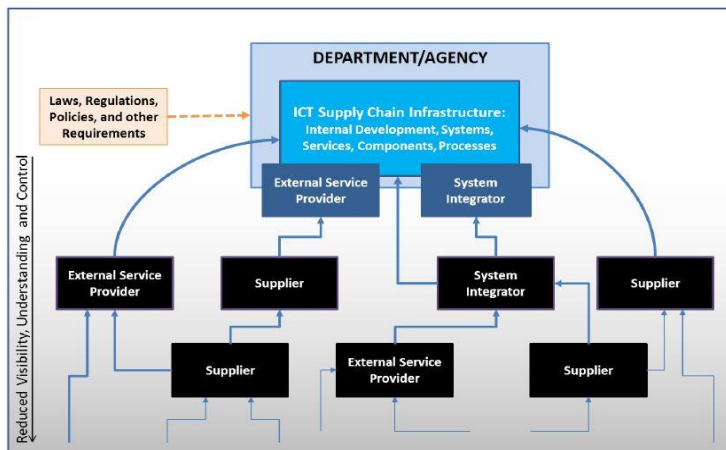 DEPARTMENT/AGENCY
Laws, Regulations,
Policies, and other
Requirements
ICT Supply Chain Infrastructure:
Internal Development, Systems,
Services, Components, Processes
External Service
Provider
System
Integrator
External Service
Provider
Supplier
System
Integrator
Supplier
Supplier
External Service
Provider
Supplier
Reduced Visibility, Understanding and Control